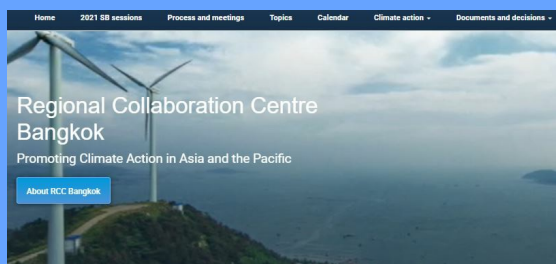 Home 2021 SB sessions Process and meetings Topics Calendar Climate action Documents and decisions
Regional Collaboration Centre
Bangkok
Promoting Climate Action in Asia and the Pacific
About RCC Bangkok